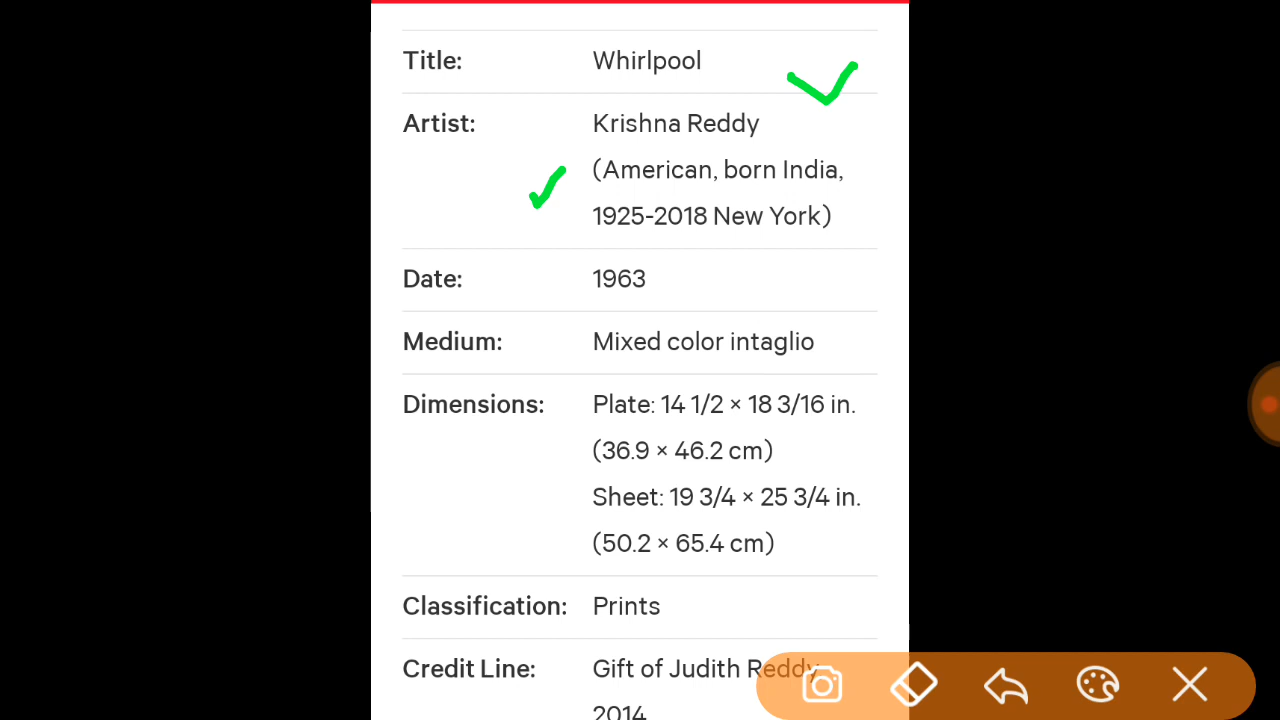 Title: Whirlpool
Artist: Krishna Reddy
(American, born India,
1925-2018 New York)
Date: 1963
Medium: Mixed color intaglio
Dimensions: Plate: 14 1/2 × 18 3/16 in.
(36.9 × 46.2 cm)
Sheet: 19 3/4 × 25 3/4 in.
(50.2 × 65.4 cm)
Classification: Prints
Credit Line: Gift of Judith Reddy,
2014